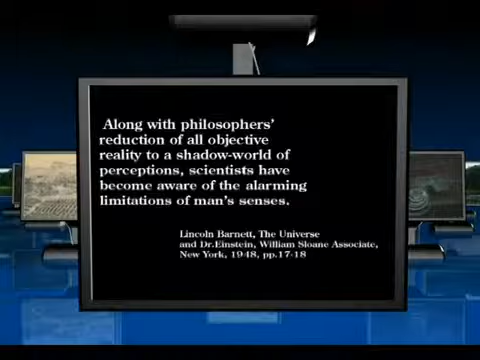 Along with philosophers'
reduction of all objective
reality to a shadow-world of
perceptions, scientists have
become aware of the alarming
limitations of man's senses.
Lincoln Barnett, The Universe
and Dr.Einstein, William Sloane Associate,
New York, 1948, pp.17-18